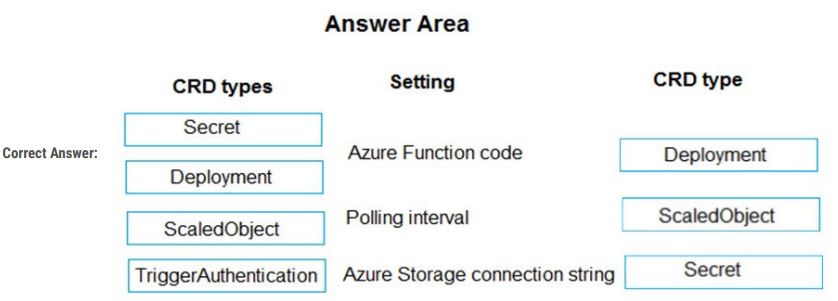 Answer Area
CRD types Setting CRD type
Secret
Correct Answer: Azure Function code Deployment
Deployment
ScaledObject Polling interval ScaledObject
TriggerAuthentication Azure Storage connection string Secret